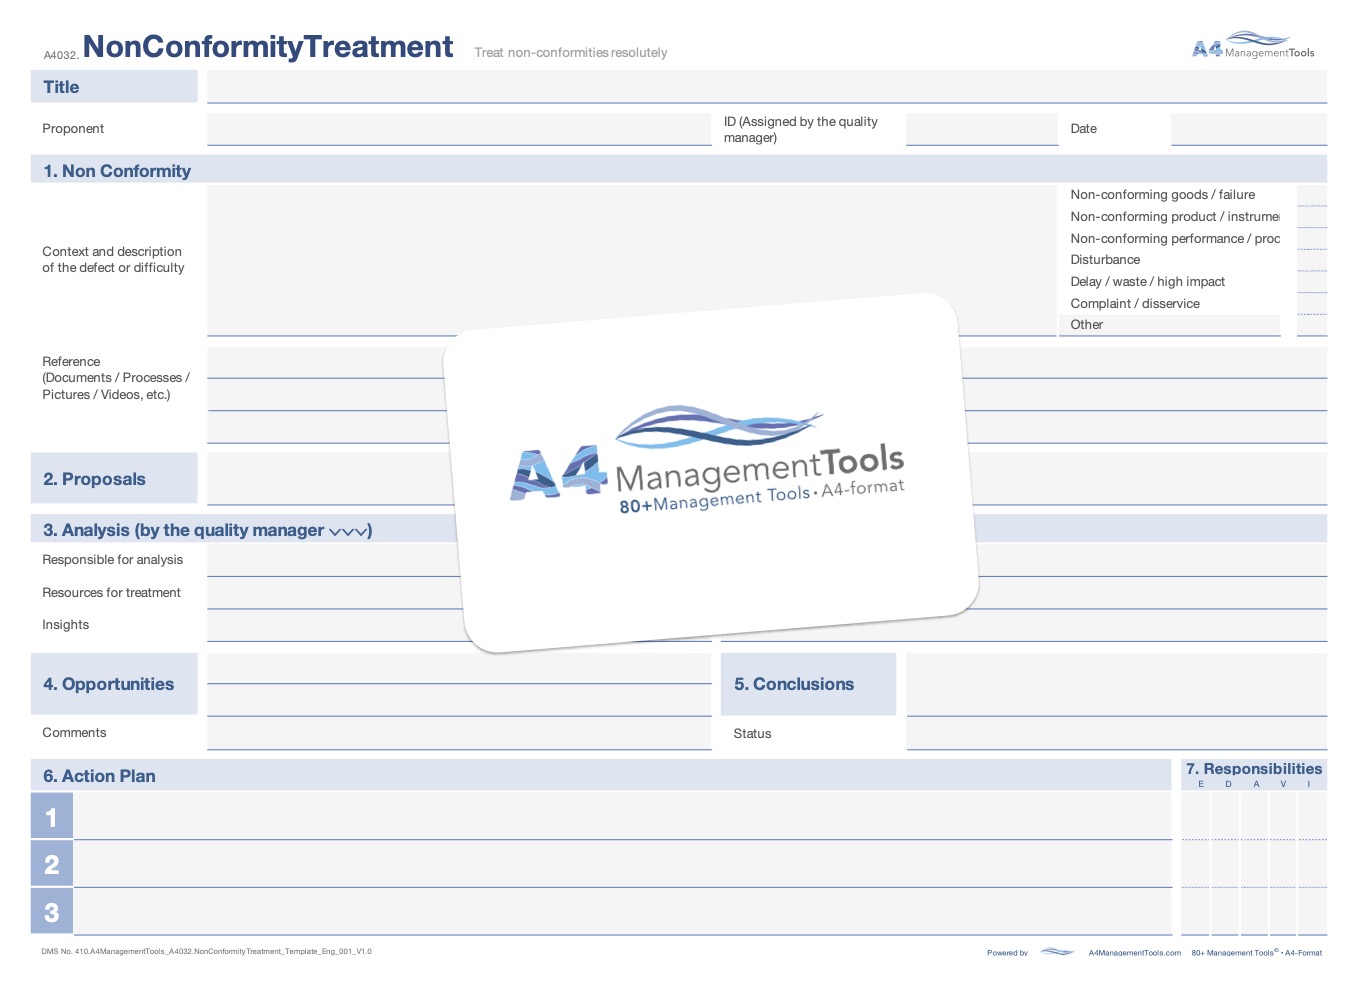 A4032. NonConformityTreatment Treat non-conformities resolutely
A4 ManagementTools
Title
Proponent
ID (Assigned by the quality
manager)
Date
1. Non Conformity
Context and description
of the defect or difficulty
Non-conforming goods / failure
Non-conforming product / instrume
Non-conforming performance / proc
Disturbance
Delay / waste / high impact
Complaint / disservice
Other
Reference
(Documents / Processes /
Pictures / Videos, etc.)
A4 ManagementTools
80+Management Tools • A4-format
2. Proposals
3. Analysis (by the quality manager ⌵⌵⌵)
Responsible for analysis
Resources for treatment
Insights
4. Opportunities
5. Conclusions
Comments
Status
6. Action Plan
7. Responsibilities
E D A V I
1
2
3
DMS No. 410.A4ManagementTools_A4032.NonConformityTreatment_Template_Eng_001_V1.0
Powered by A4ManagementTools.com 80+ Management Tools© • A4-Format